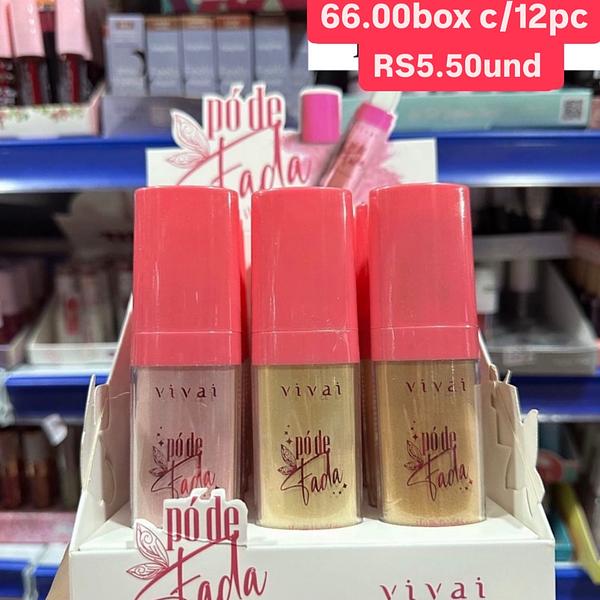 66.00box c/12pc
RS5.50und
pó de
Fada
vivai
vivai
vivai
pó de
Fada
pó de
Fada
pó de
Fada
pó de
Fada
vivai